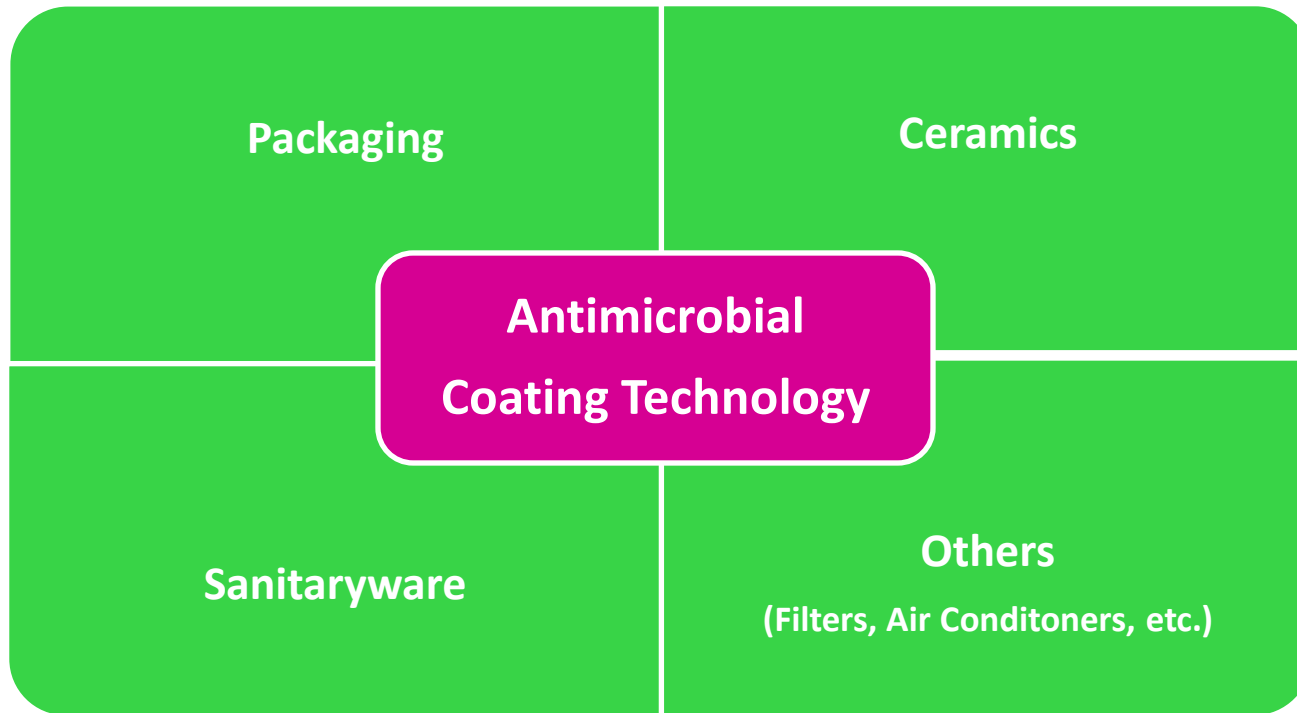 Packaging
Ceramics
Antimicrobial
Coating Technology
Sanitaryware
Others
(Filters, Air Conditoners, etc.)